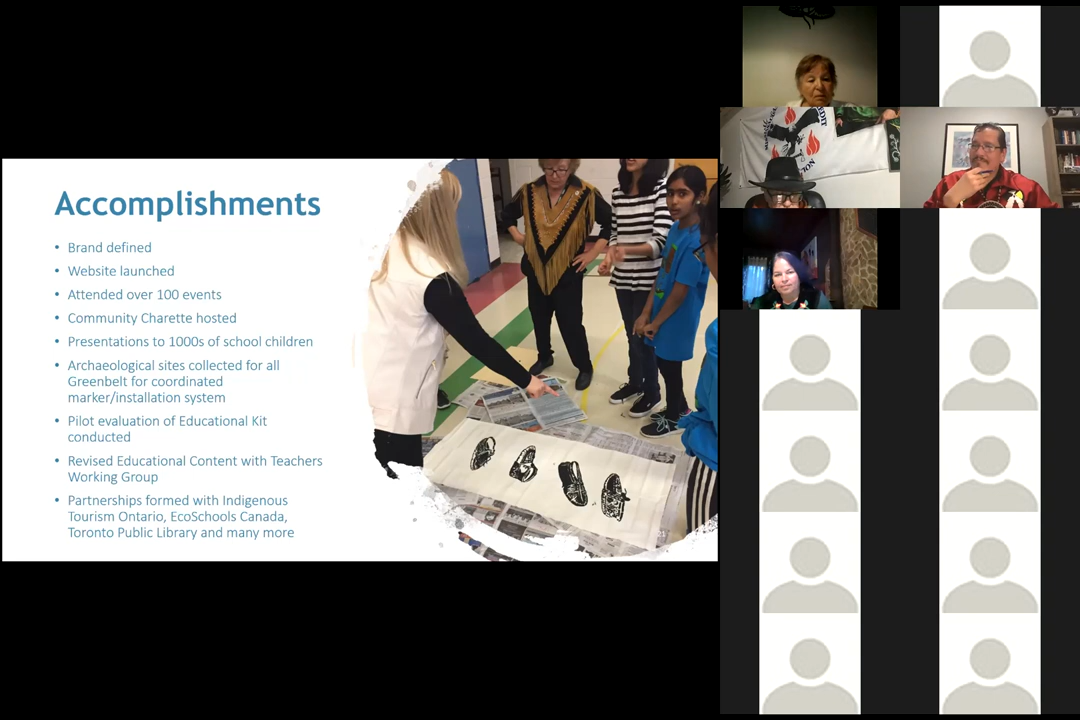 Accomplishments
• Brand defined
• Website launched
• Attended over 100 events
• Community Charette hosted
• Presentations to 1000s of school children
• Archaeological sites collected for all
Greenbelt for coordinated
marker/installation system
• Pilot evaluation of Educational Kit
conducted
• Revised Educational Content with Teachers
Working Group
• Partnerships formed with Indigenous
Tourism Ontario, EcoSchools Canada,
Toronto Public Library and many more